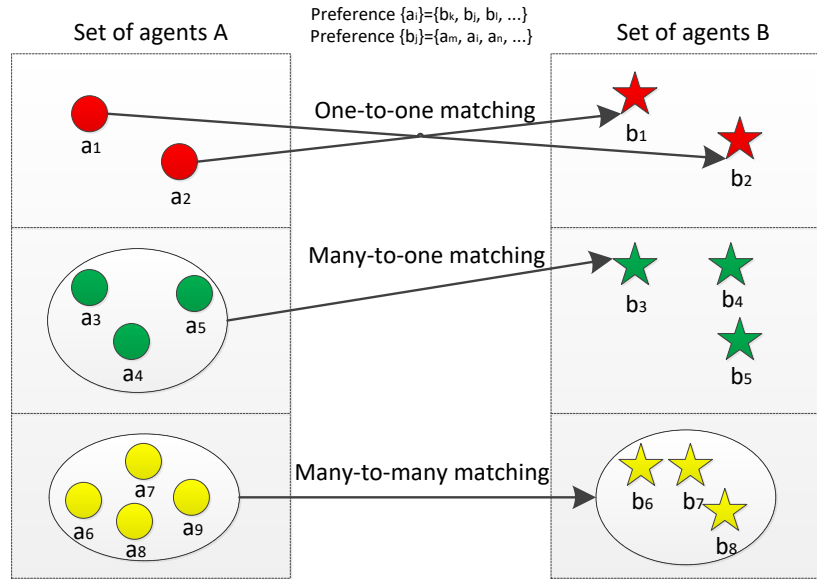 Preference {aᵢ}={bₖ, bⱼ, bₗ, ...}
Preference {bⱼ}={aₘ, aᵢ, aₙ, ...}
Set of agents A
Set of agents B
One-to-one matching
a₁
a₂
b₁
b₂
Many-to-one matching
a₃
a₅
a₄
b₃
b₄
b₅
Many-to-many matching
a₇
a₆
a₈
a₉
b₆
b₇
b₈